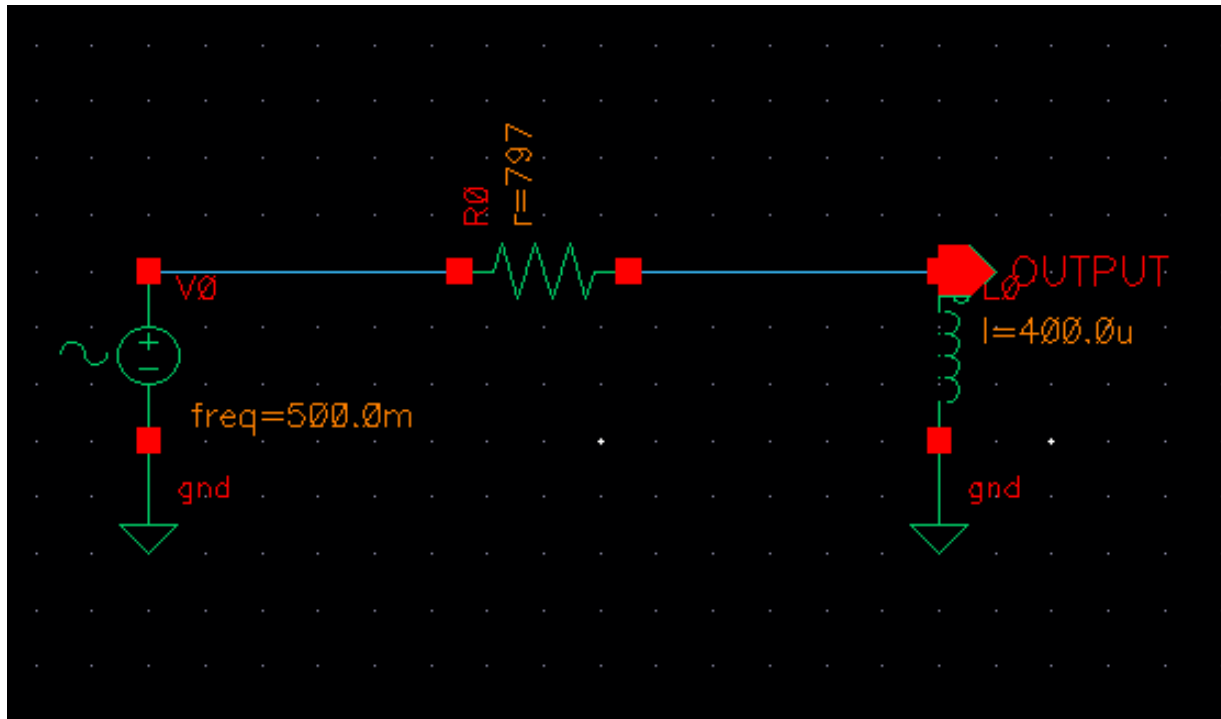 r=797
R0
OUTPUT
V0
L0
l=400.0u
freq=500.0m
gnd
gnd